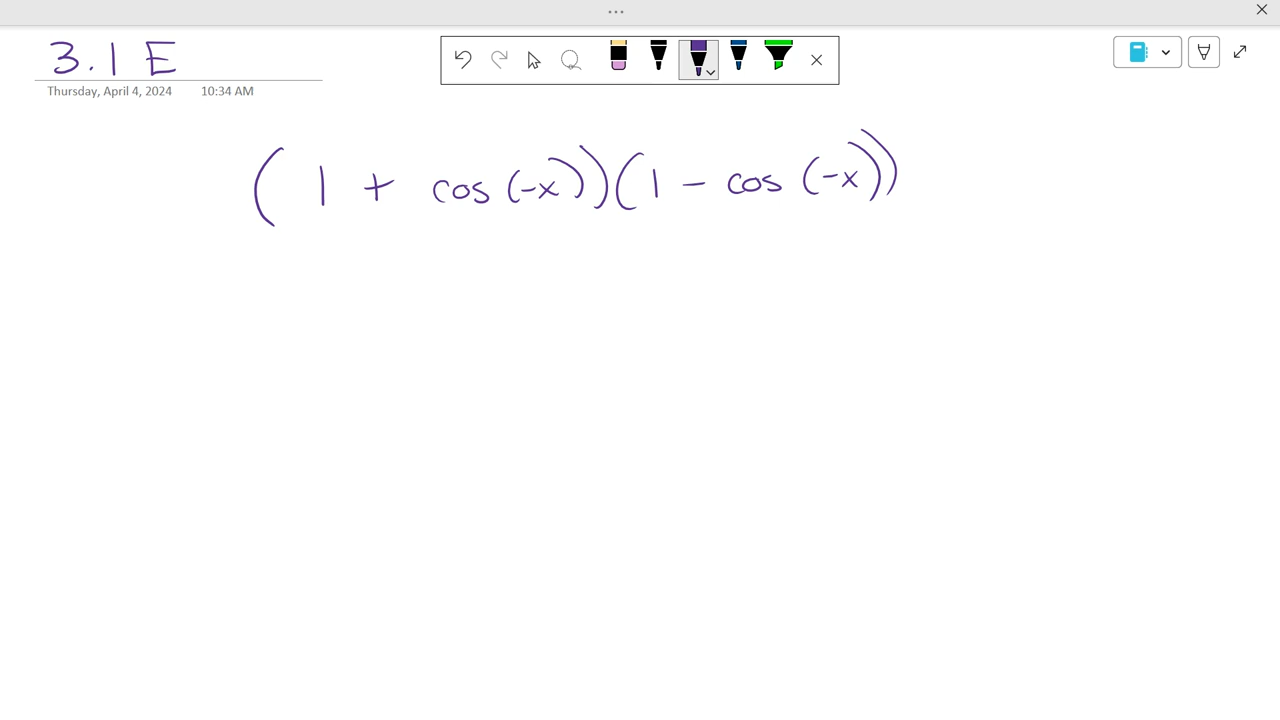 3.1 E
Thursday, April 4, 2024 10:34 AM
(1 + cos(-x))(1 - cos(-x))